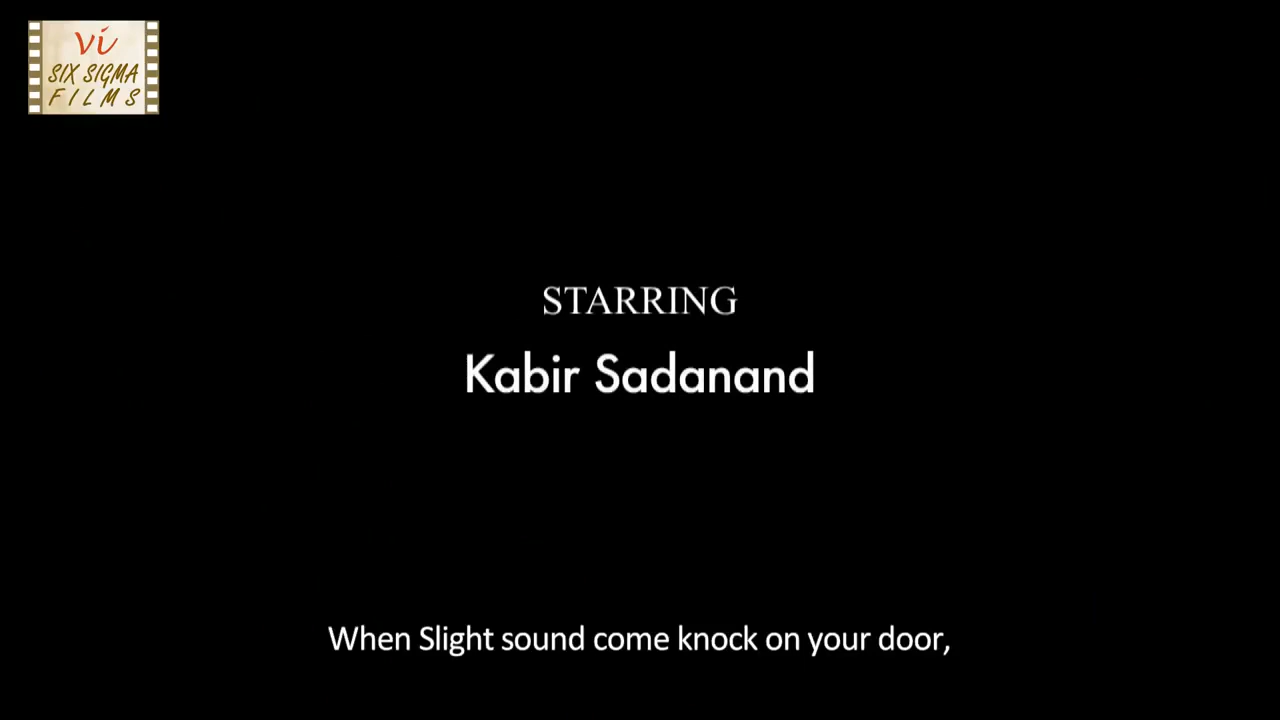 vi
SIX SIGMA
FILMS
STARRING
Kabir Sadanand
When Slight sound come knock on your door,